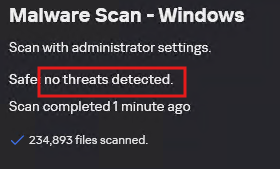 Malware Scan - Windows
Scan with administrator settings.
Safe no threats detected.
Scan completed 1 minute ago
234,893 files scanned.